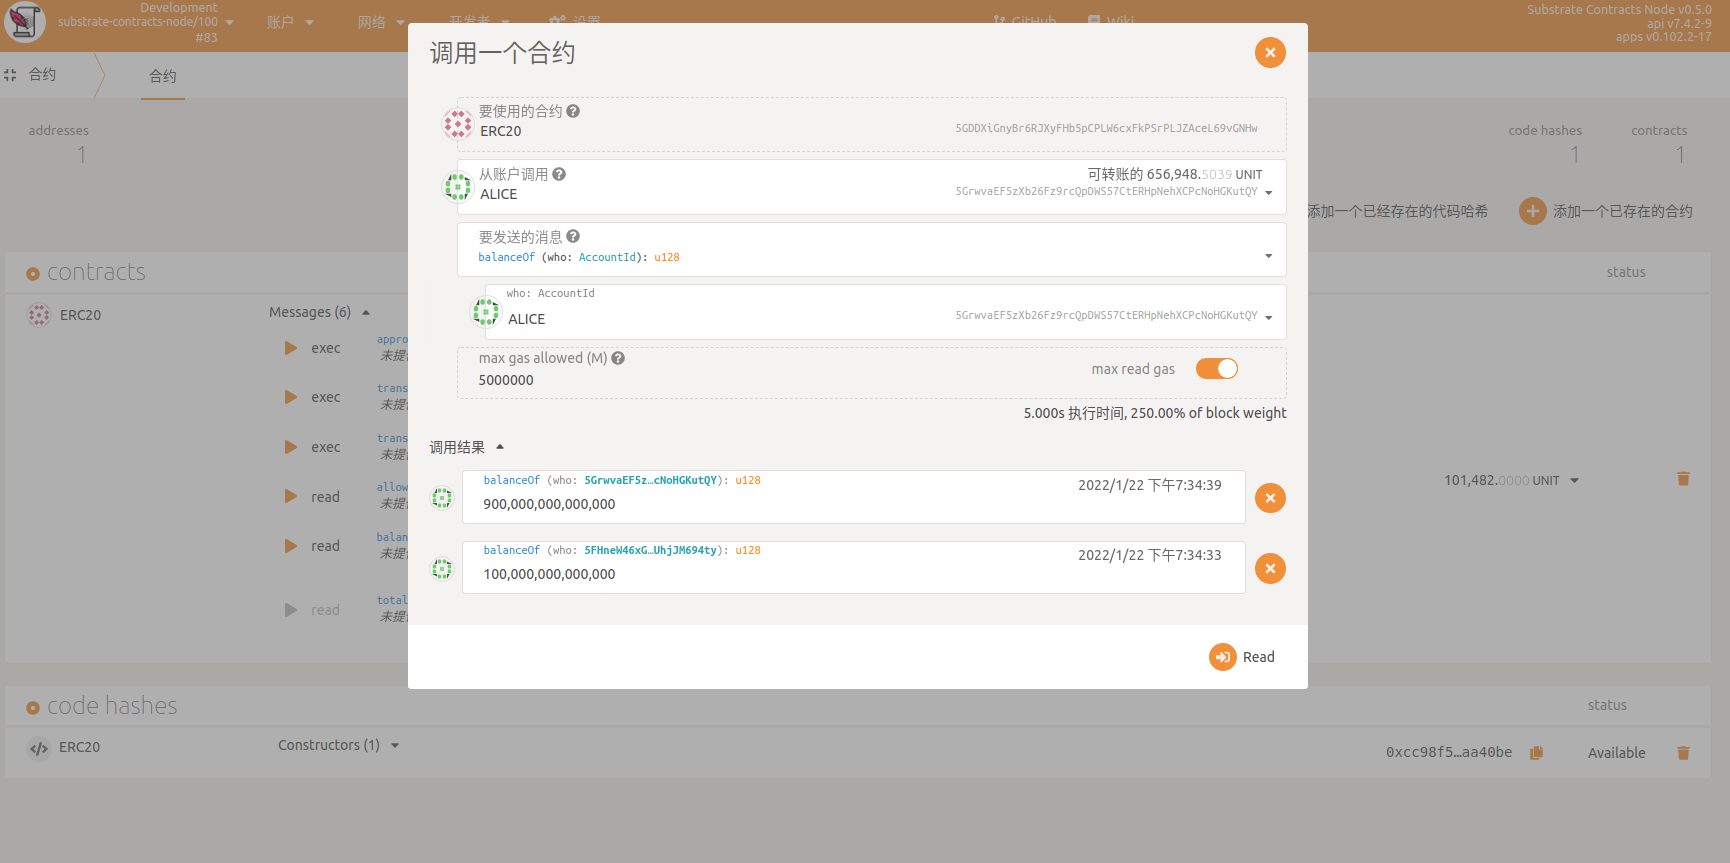 Development
substrate-contracts-node/100
#83
账户
网络
开发者
设置
GitHub
Wiki
Substrate Contracts Node v0.5.0
api v7.4.2-9
apps v0.102.2-17
合约
合约
addresses
1
code hashes
1
contracts
1
添加一个已经存在的代码哈希
添加一个已存在的合约
contracts
status
ERC20
Messages (6)
exec
appro
未提
exec
trans
未提
exec
trans
未提
read
allow
未提
read
balan
未提
read
total
未提
101,482.0000 UNIT
调用一个合约
要使用的合约
ERC20
5GDDXiGnyBr6RJXyFHb5pCPLW6cxFkPSrPLJZAceL69vGNHw
从账户调用
ALICE
可转账的 656,948.5039 UNIT
5GrwvaEF5zXb26Fz9rcQpDWS57CtERHpNehXCPcNoHGKutQY
要发送的消息
balanceOf (who: AccountId): u128
who: AccountId
ALICE
5GrwvaEF5zXb26Fz9rcQpDWS57CtERHpNehXCPcNoHGKutQY
max gas allowed (M)
5000000
max read gas
5.000s 执行时间, 250.00% of block weight
调用结果
balanceOf (who: 5GrwvaEF5z…cNoHGKutQY): u128
900,000,000,000,000
2022/1/22 下午7:34:39
balanceOf (who: 5FHneW46xG…UhjJM694ty): u128
100,000,000,000,000
2022/1/22 下午7:34:33
Read
code hashes
status
ERC20
Constructors (1)
0xcc98f5…aa40be
Available